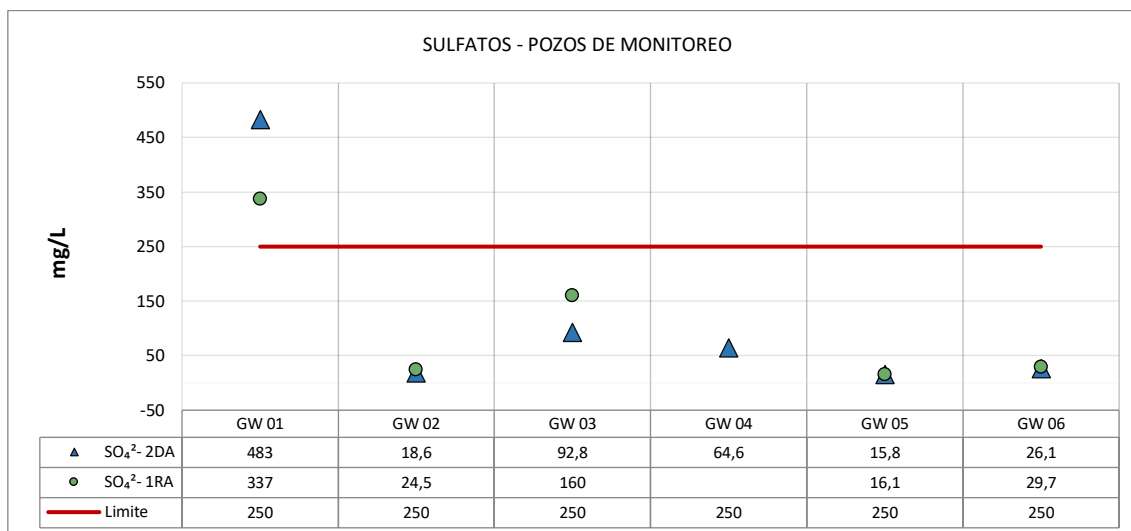 SULFATOS - POZOS DE MONITOREO
550
450
350
250
150
50
-50
mg/L
GW 01 GW 02 GW 03 GW 04 GW 05 GW 06
SO₄²- 2DA 483 18,6 92,8 64,6 15,8 26,1
SO₄²- 1RA 337 24,5 160 16,1 29,7
Limite 250 250 250 250 250 250